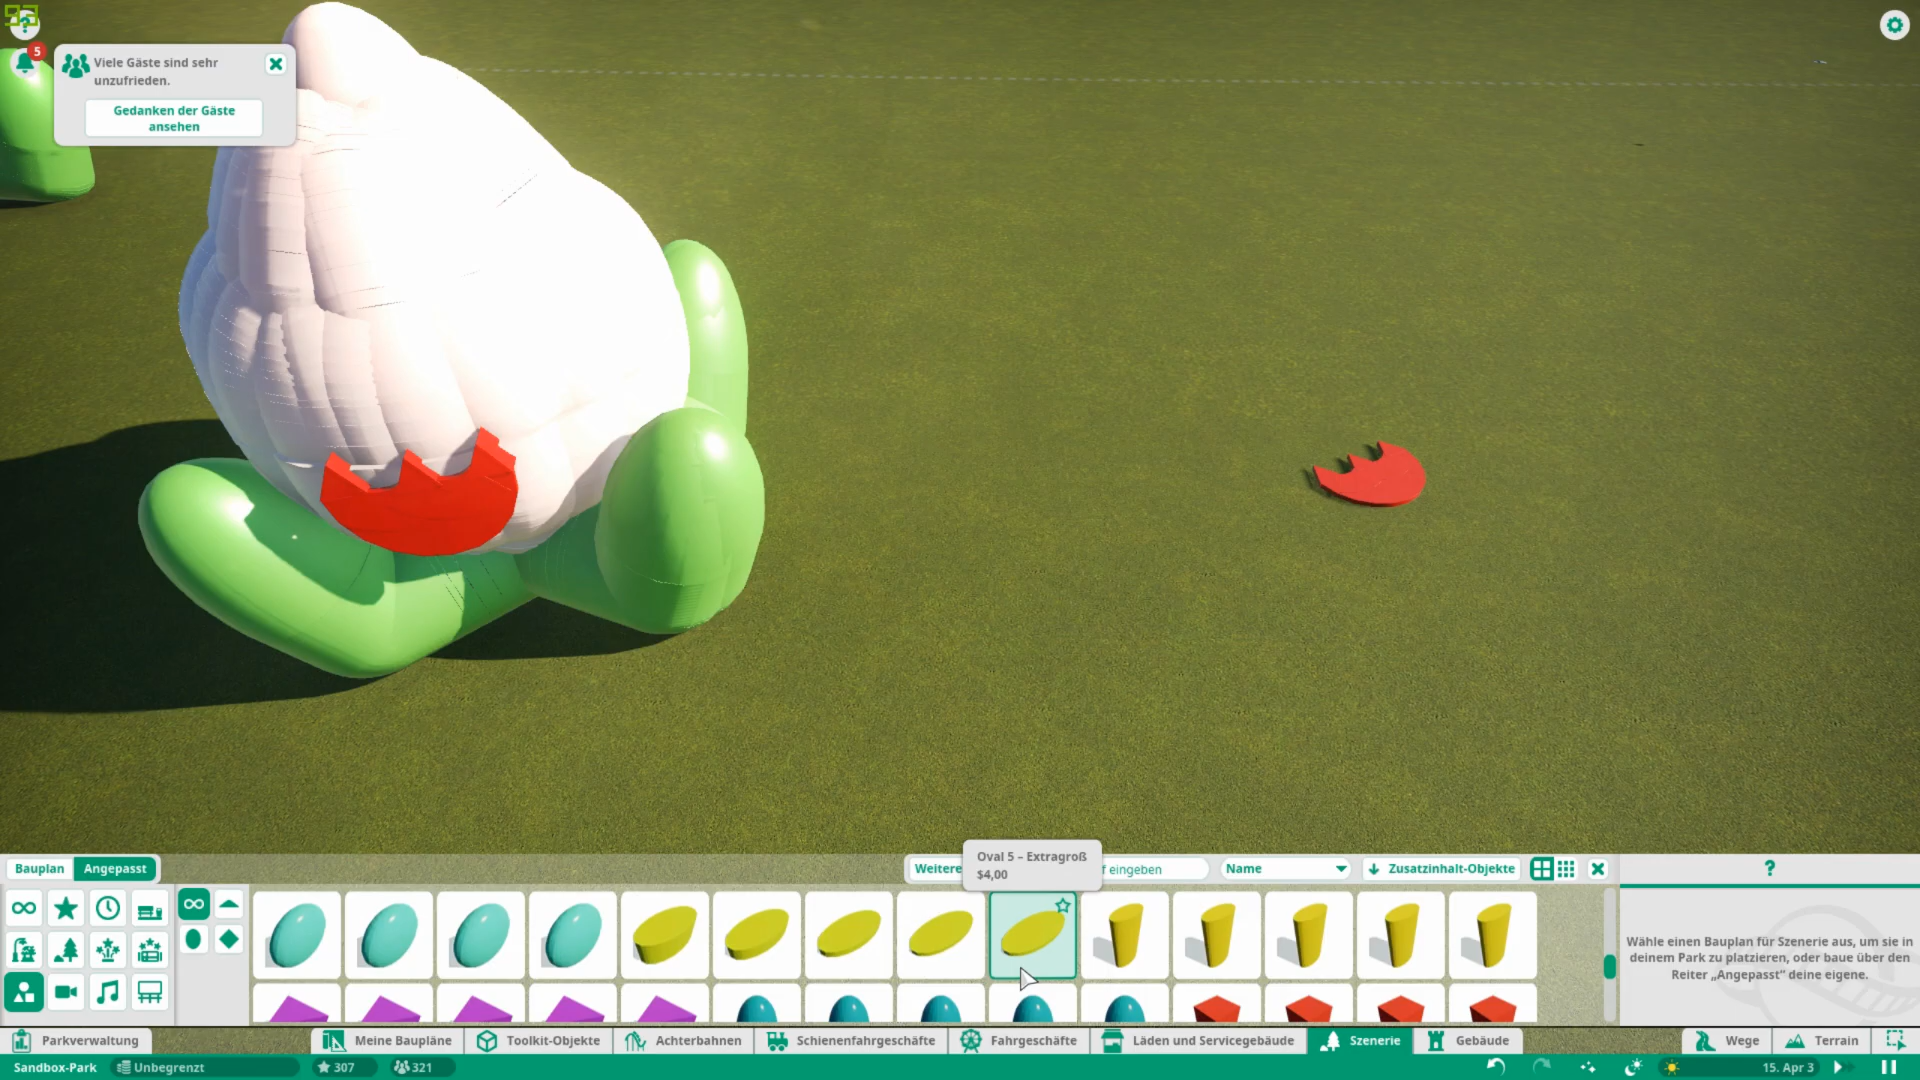 93
?
5
Viele Gäste sind sehr
unzufrieden.
Gedanken der Gäste
ansehen
Oval 5 – Extragroß
$4,00
Bauplan
Angepasst
Weitere
eingeben
Name
Zusatzinhalt-Objekte
?
Wähle einen Bauplan für Szenerie aus, um sie in
deinem Park zu platzieren, oder baue über den
Reiter „Angepasst“ deine eigene.
Parkverwaltung
Meine Baupläne
Toolkit-Objekte
Achterbahnen
Schienenfahrgeschäfte
Fahrgeschäfte
Läden und Servicegebäude
Szenerie
Gebäude
Wege
Terrain
Sandbox-Park
Unbegrenzt
307
321
15. Apr 3